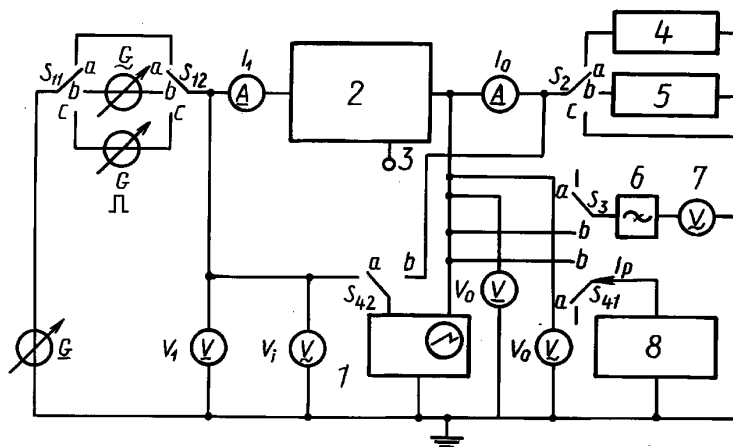 4
I₁
I₀
S₁₁ a G̰ a S₁₂
A
2
A
S₂ a
b b
b
5
c c
c
G
3
I
6 7
a S₃
~
V
b
b
a b
V₀ V
Iₚ
S₄₂
a S₄₁
I
G
V₁ V
Vᵢ V
1
V₀ V
8